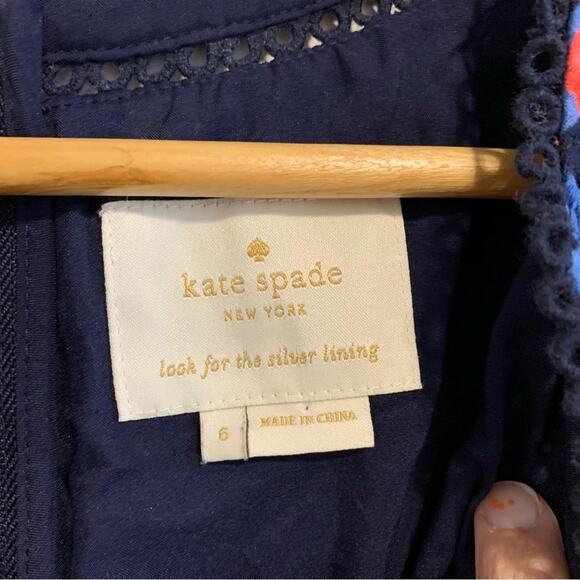 kate spade
NEW YORK
look for the silver lining
6
MADE IN CHINA